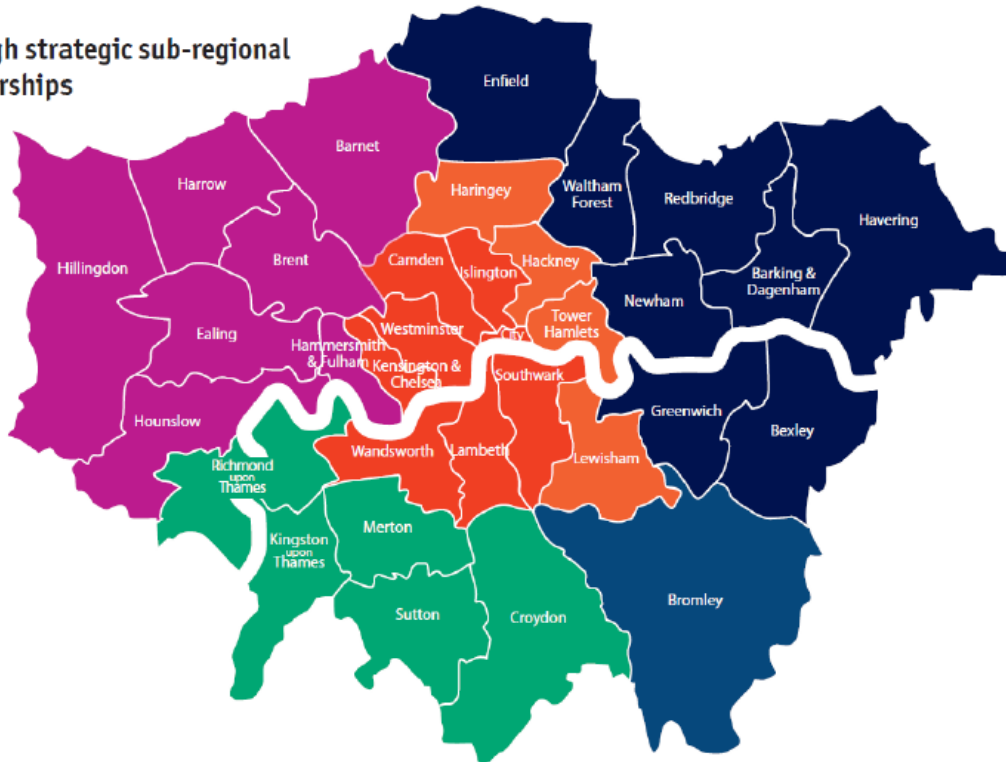 gh strategic sub-regional
erships
Enfield
Barnet
Harrow
Haringey
Waltham
Forest
Redbridge
Havering
Hillingdon
Brent
Camden
Islington
Hackney
Barking &
Dagenham
Newham
Ealing
Westminster
Tower
Hamlets
City
Hammersmith
& Fulham
Kensington &
Chelsea
Southwark
Hounslow
Greenwich
Bexley
Richmond
upon
Thames
Wandsworth
Lambeth
Lewisham
Kingston
upon
Thames
Merton
Sutton
Croydon
Bromley